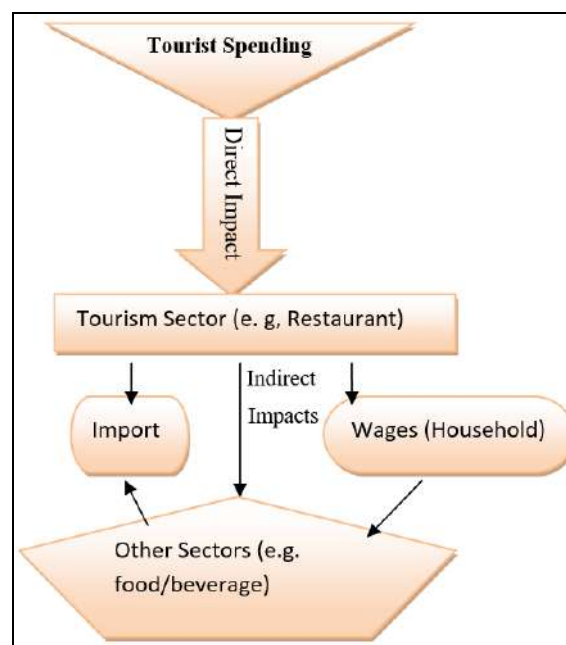 Tourist Spending
Direct Impact
Tourism Sector (e. g, Restaurant)
Indirect
Impacts
Import
Wages (Household)
Other Sectors (e.g.
food/beverage)